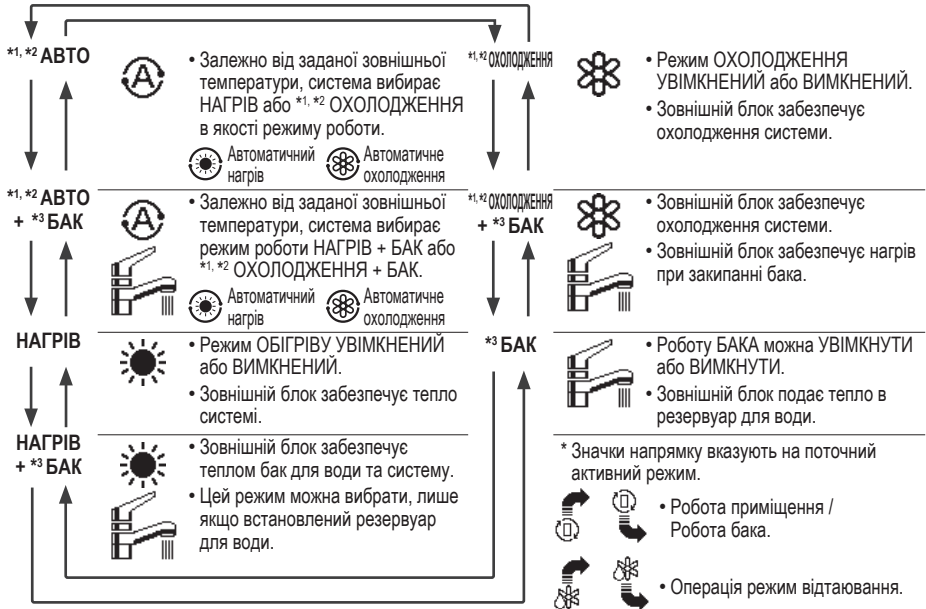 *1, *2 АВТО
• Залежно від заданої зовнішньої
температури, система вибирає
НАГРІВ або *1, *2 ОХОЛОДЖЕННЯ
в якості режиму роботи.
Автоматичний
нагрів
Автоматичне
охолодження
*1, *2 АВТО
+ *3 БАК
• Залежно від заданої зовнішньої
температури, система вибирає
режим роботи НАГРІВ + БАК або
*1, *2 ОХОЛОДЖЕННЯ + БАК.
Автоматичний
нагрів
Автоматичне
охолодження
НАГРІВ
• Режим ОБІГРІВУ УВІМКНЕНИЙ
або ВИМКНЕНИЙ.
• Зовнішній блок забезпечує тепло
системі.
НАГРІВ
+ *3 БАК
• Зовнішній блок забезпечує
теплом бак для води та систему.
• Цей режим можна вибрати, лише
якщо встановлений резервуар
для води.
*1, *2 ОХОЛОДЖЕННЯ
• Режим ОХОЛОДЖЕННЯ
УВІМКНЕНИЙ або ВИМКНЕНИЙ.
• Зовнішній блок забезпечує
охолодження системи.
*1, *2 ОХОЛОДЖЕННЯ
+ *3 БАК
• Зовнішній блок забезпечує
охолодження системи.
• Зовнішній блок забезпечує нагрів
при закипанні бака.
*3 БАК
• Роботу БАКА можна УВІМКНУТИ
або ВИМКНУТИ.
• Зовнішній блок подає тепло в
резервуар для води.
* Значки напрямку вказують на поточний
активний режим.
• Робота приміщення /
Робота бака.
• Операція режим відтаювання.